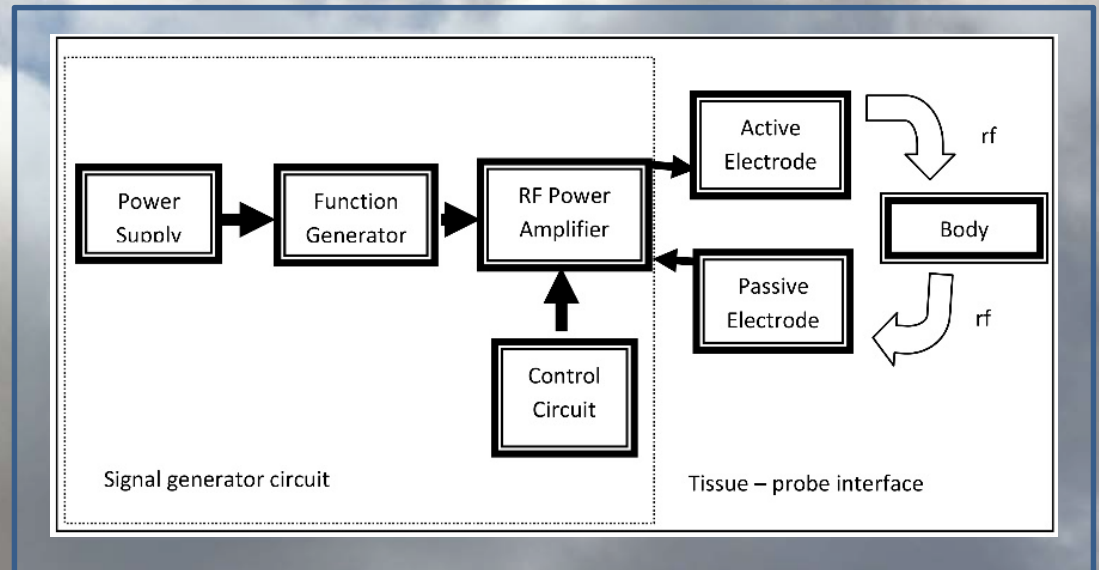 Power
Supply
Function
Generator
RF Power
Amplifier
Control
Circuit
Signal generator circuit
Active
Electrode
rf
Body
Passive
Electrode
rf
Tissue – probe interface